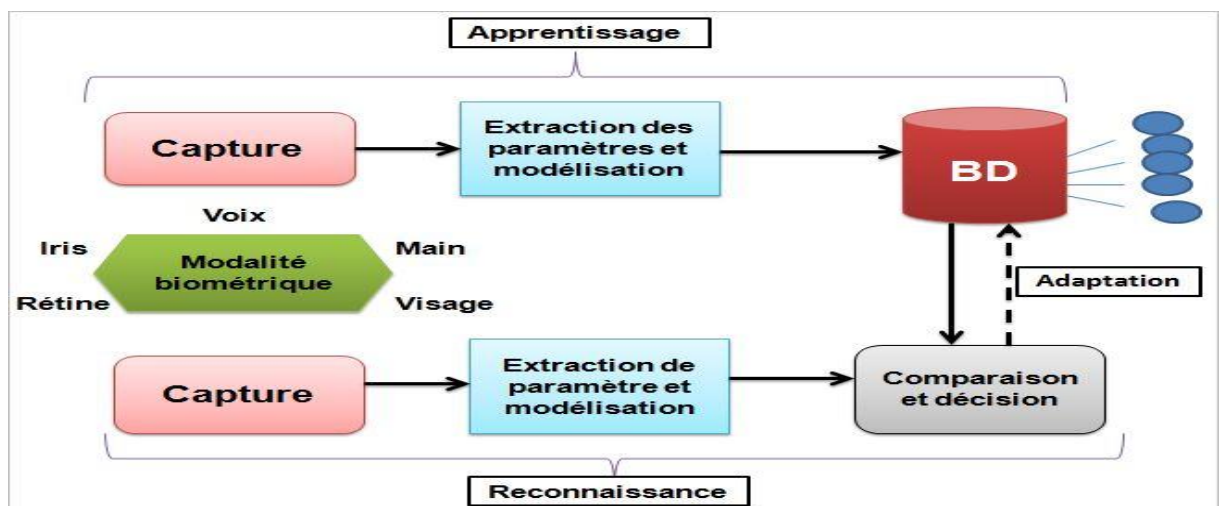 Apprentissage
Capture
Extraction des
paramètres et
modélisation
BD
Voix
Iris
Main
Modalité
biométrique
Rétine
Visage
Adaptation
Capture
Extraction de
paramètre et
modélisation
Comparaison
et décision
Reconnaissance